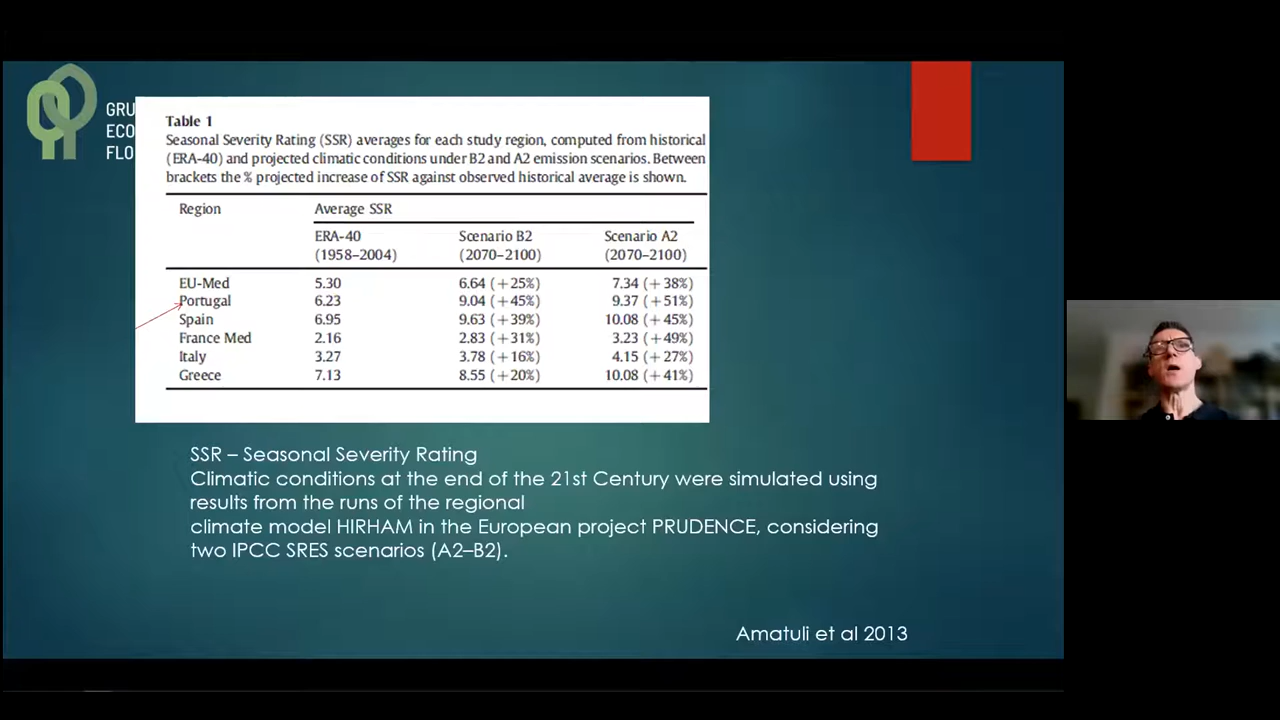 GRU
ECO
FLO
Table 1
Seasonal Severity Rating (SSR) averages for each study region, computed from historical
(ERA-40) and projected climatic conditions under B2 and A2 emission scenarios. Between
brackets the % projected increase of SSR against observed historical average is shown.
Region Average SSR
ERA-40 Scenario B2 Scenario A2
(1958–2004) (2070–2100) (2070–2100)
EU-Med 5.30 6.64 (+25%) 7.34 (+38%)
Portugal 6.23 9.04 (+45%) 9.37 (+51%)
Spain 6.95 9.63 (+39%) 10.08 (+45%)
France Med 2.16 2.83 (+31%) 3.23 (+49%)
Italy 3.27 3.78 (+16%) 4.15 (+27%)
Greece 7.13 8.55 (+20%) 10.08 (+41%)
SSR – Seasonal Severity Rating
Climatic conditions at the end of the 21st Century were simulated using
results from the runs of the regional
climate model HIRHAM in the European project PRUDENCE, considering
two IPCC SRES scenarios (A2–B2).
Amatuli et al 2013